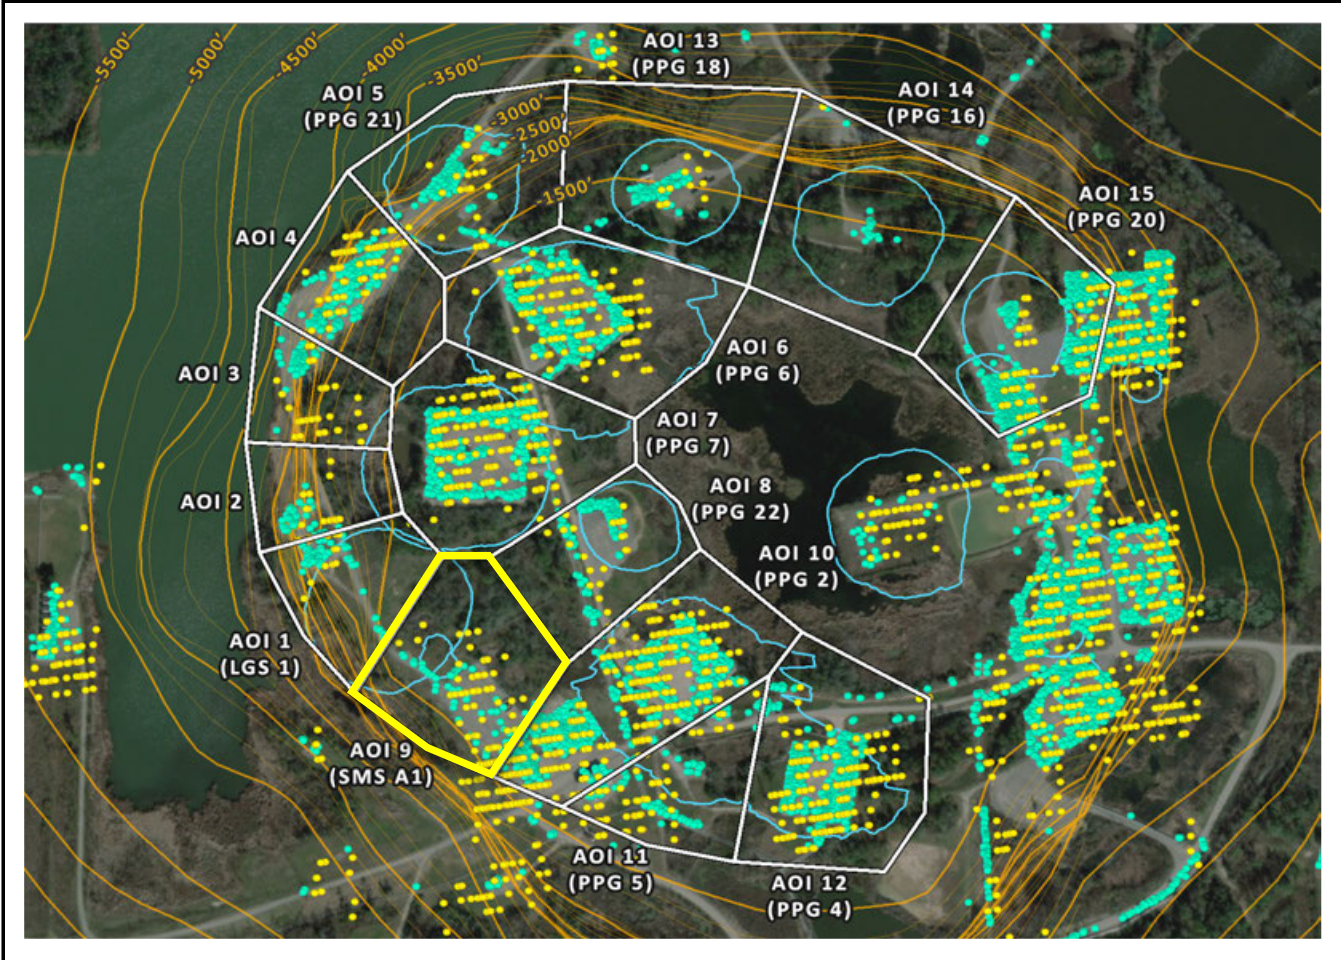 -5500'
-5000'
-4500'
-4000'
-3500'
-3000'
-2500'
-2000'
-1500'
AOI 13
(PPG 18)
AOI 5
(PPG 21)
AOI 14
(PPG 16)
AOI 15
(PPG 20)
AOI 4
AOI 3
AOI 6
(PPG 6)
AOI 7
(PPG 7)
AOI 2
AOI 8
(PPG 22)
AOI 10
(PPG 2)
AOI 1
(LGS 1)
AOI 9
(SMS A1)
AOI 11
(PPG 5)
AOI 12
(PPG 4)